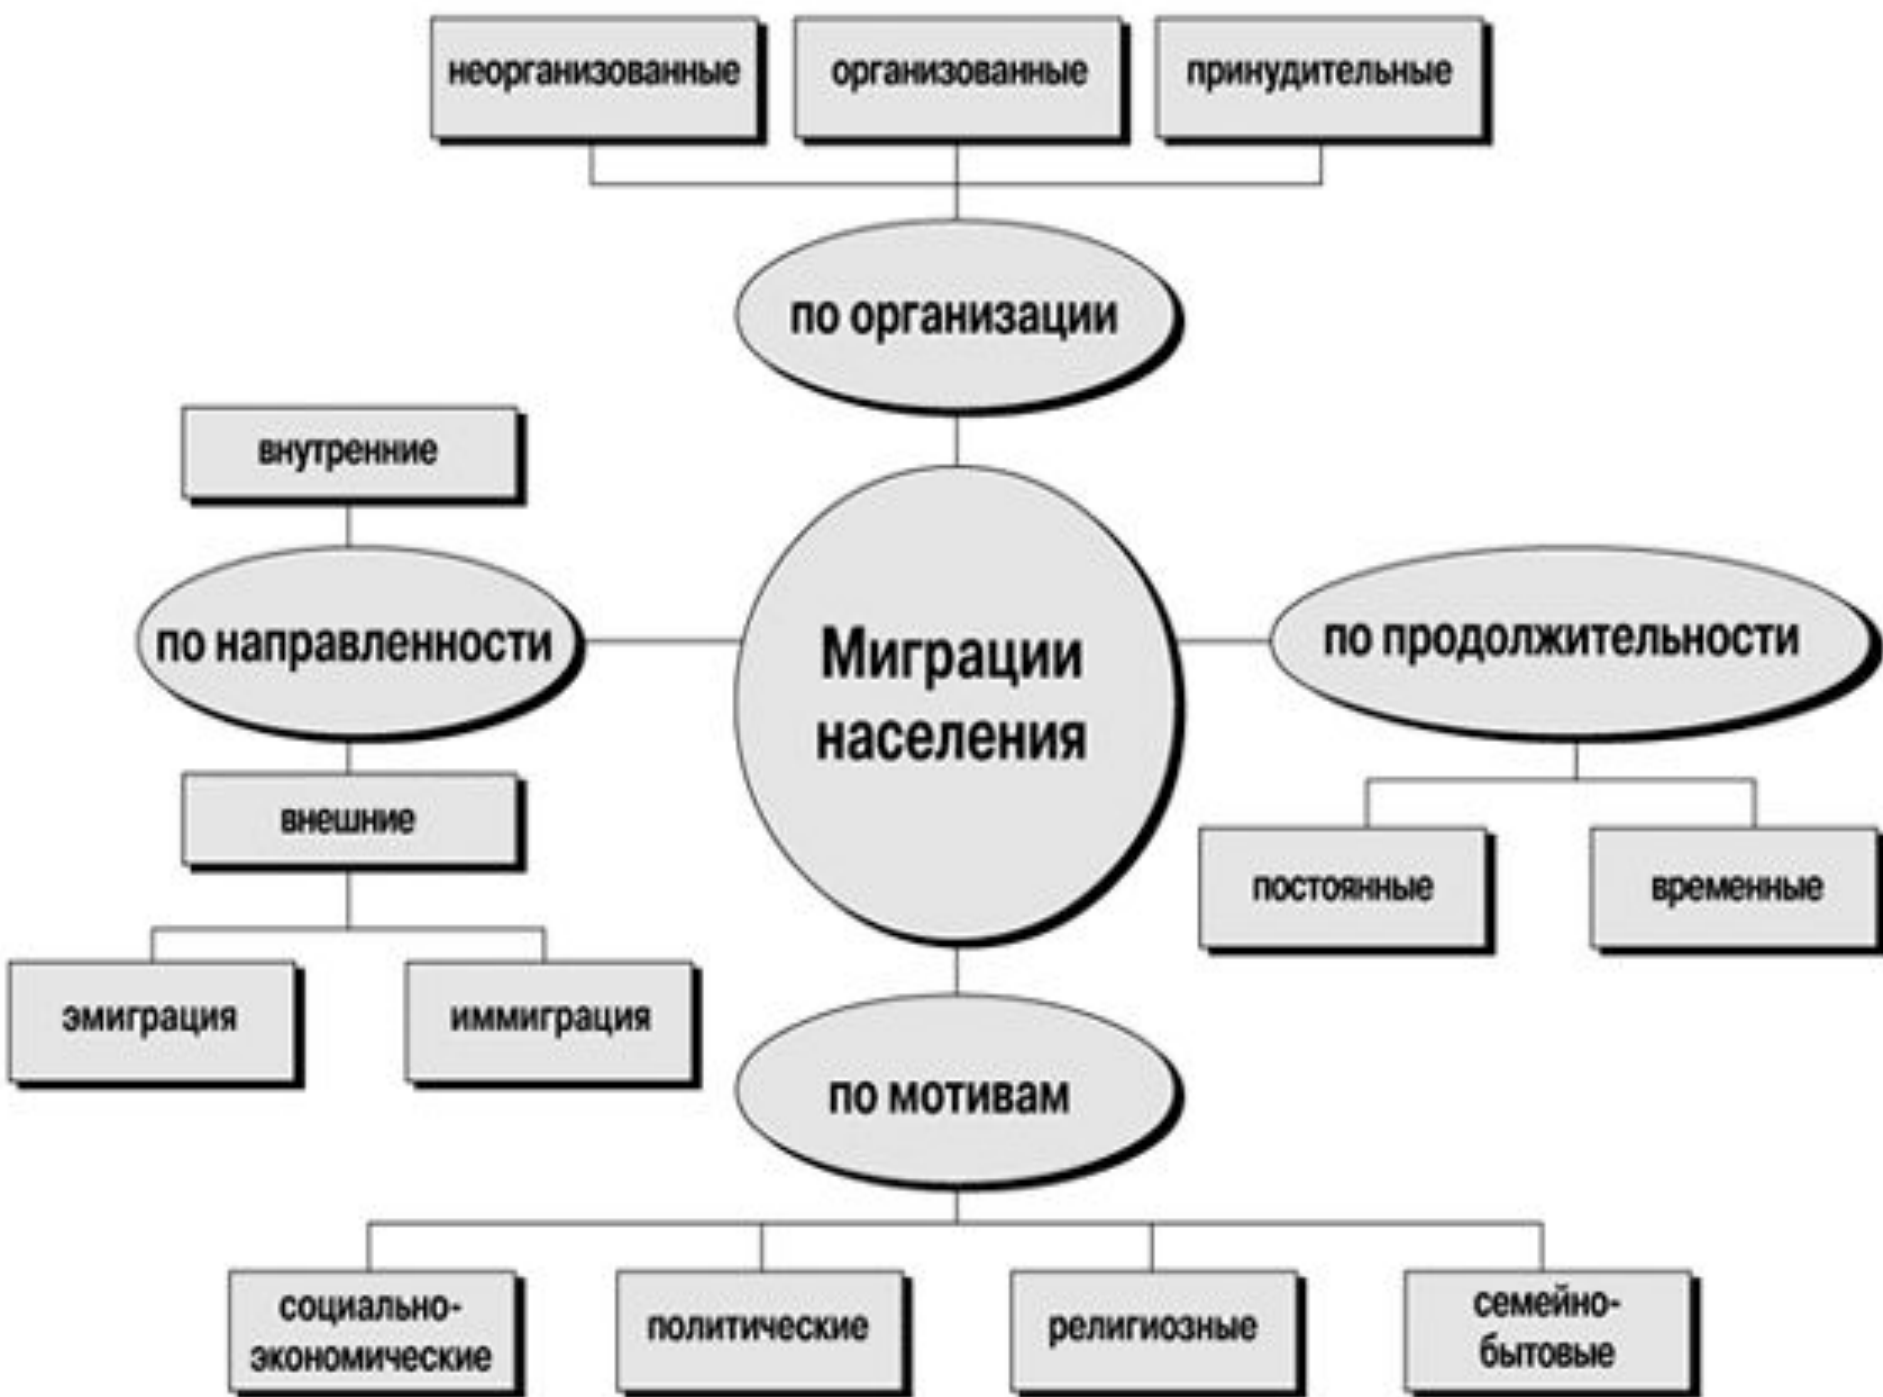 неорганизованные
организованные
принудительные
по организации
внутренние
по направленности
внешние
эмиграция
иммиграция
Миграции
населения
по продолжительности
постоянные
временные
по мотивам
социально-
экономические
политические
религиозные
семейно-
бытовые